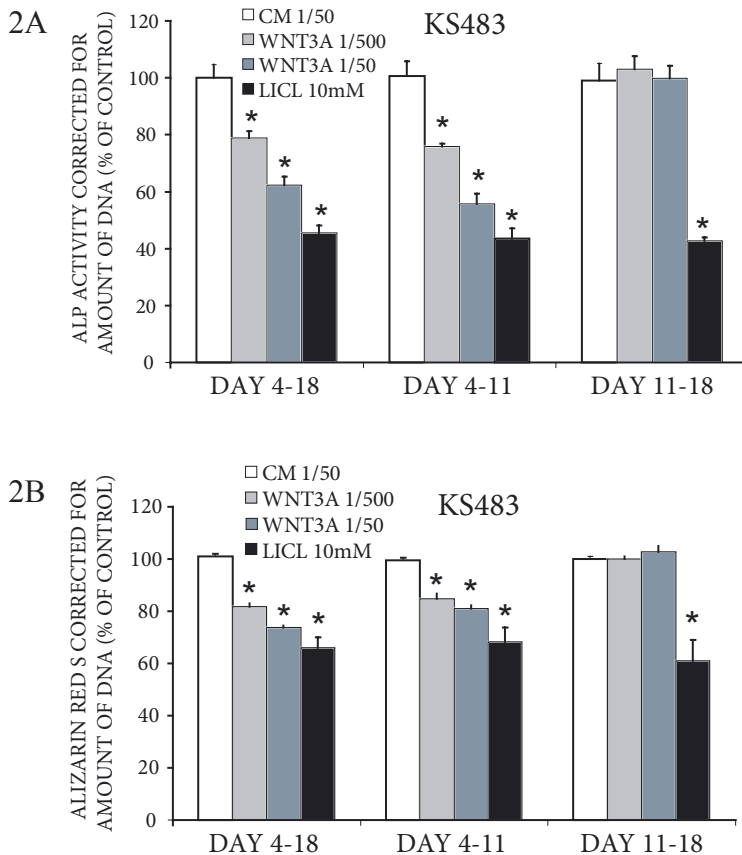 2A
KS483
CM 1/50
WNT3A 1/500
WNT3A 1/50
LICL 10mM
ALP ACTIVITY CORRECTED FOR
AMOUNT OF DNA (% OF CONTROL)
120
100
80
60
40
20
0
* * *
* * *
*
DAY 4-18 DAY 4-11 DAY 11-18
2B
KS483
CM 1/50
WNT3A 1/500
WNT3A 1/50
LICL 10mM
ALIZARIN RED S CORRECTED FOR
AMOUNT OF DNA (% OF CONTROL)
120
100
80
60
40
20
0
* * *
* * *
*
DAY 4-18 DAY 4-11 DAY 11-18